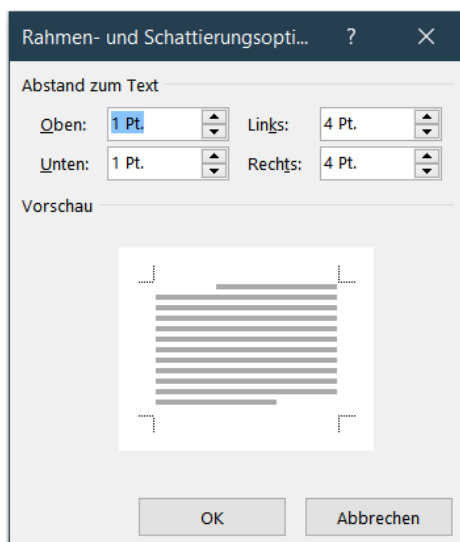 Rahmen- und Schattierungsopti... ?
Abstand zum Text
Oben: 1 Pt. Links: 4 Pt.
Unten: 1 Pt. Rechts: 4 Pt.
Vorschau
OK Abbrechen